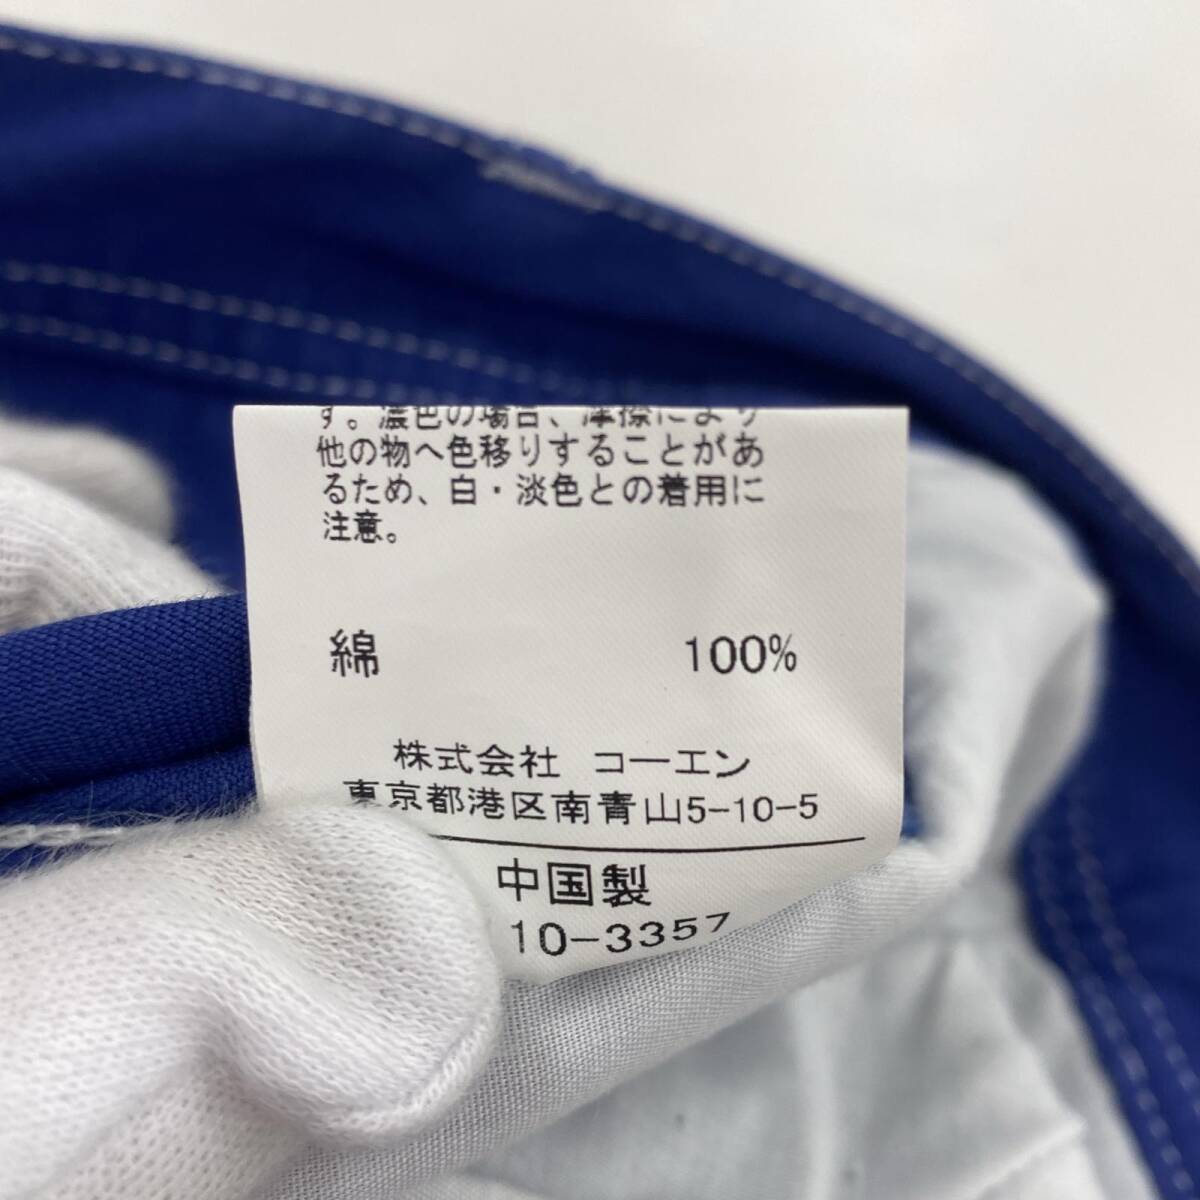 す。濃色の場合、摩擦により
他の物へ色移りすることがあ
るため、白・淡色との着用に
注意。
綿 100%
株式会社 コーエン
東京都港区南青山5-10-5
中国製
10-3357